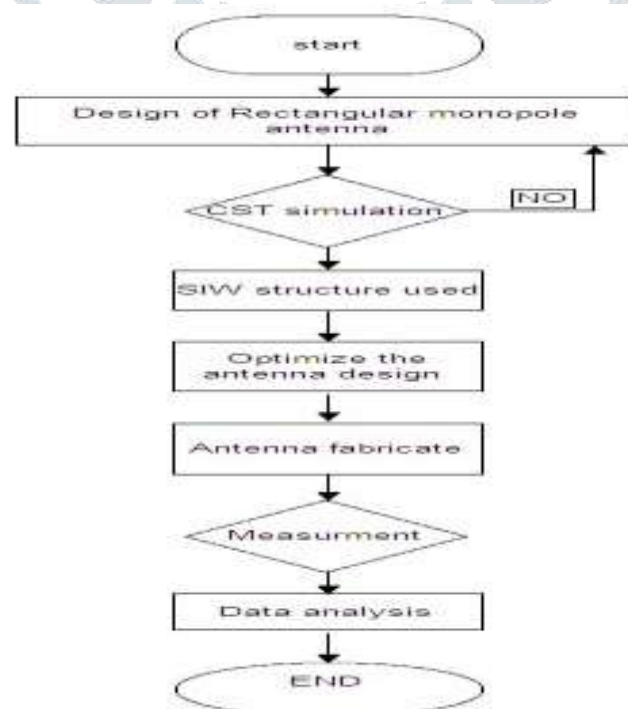 start
Design of Rectangular monopole
antenna
CST simulation
NO
SIW structure used
Optimize the
antenna design
Antenna fabricate
Measurment
Data analysis
END